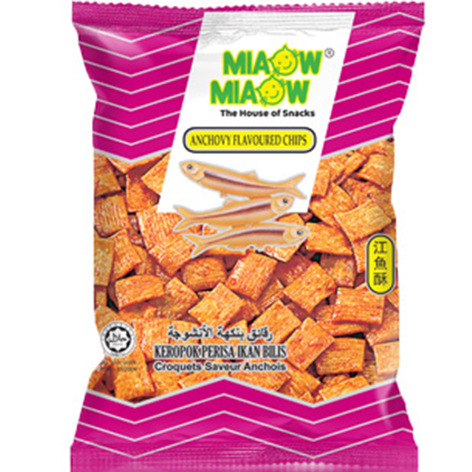 MIAOW®
MIAOW
The House of Snacks
ANCHOVY FLAVOURED CHIPS
江魚酥
رقائق بنكهة الأنشوجة
KEROPOK PERISA IKAN BILIS
Croquets Saveur Anchois
حلال